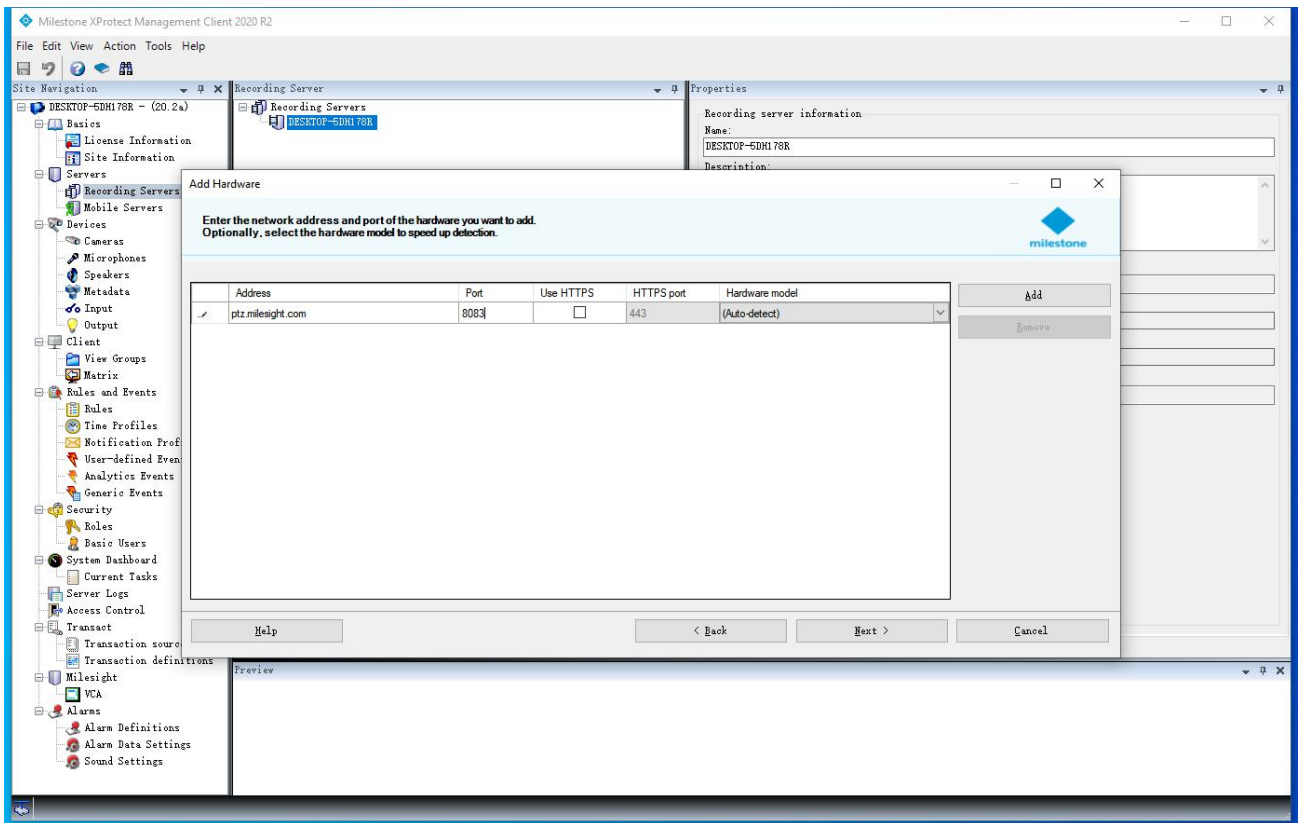 Milestone XProtect Management Client 2020 R2
File Edit View Action Tools Help
Site Navigation
DESKTOP-5DH178R - (20.2a)
Basics
License Information
Site Information
Servers
Recording Servers
Mobile Servers
Devices
Cameras
Microphones
Speakers
Metadata
Input
Output
Client
View Groups
Matrix
Rules and Events
Rules
Time Profiles
Notification Prof
User-defined Even
Analytics Events
Generic Events
Security
Roles
Basic Users
System Dashboard
Current Tasks
Server Logs
Access Control
Transact
Transaction sourc
Transaction definitions
Milesight
VCA
Alarms
Alarm Definitions
Alarm Data Settings
Sound Settings
Recording Server
Recording Servers
DESKTOP-5DH178R
Properties
Recording server information
Name:
DESKTOP-5DH178R
Description:
Add Hardware
Enter the network address and port of the hardware you want to add.
Optionally, select the hardware model to speed up detection.
milestone
Address Port Use HTTPS HTTPS port Hardware model
ptz.milesight.com 8083 443 (Auto-detect)
Add
Remove
Help
< Back
Next >
Cancel
Preview